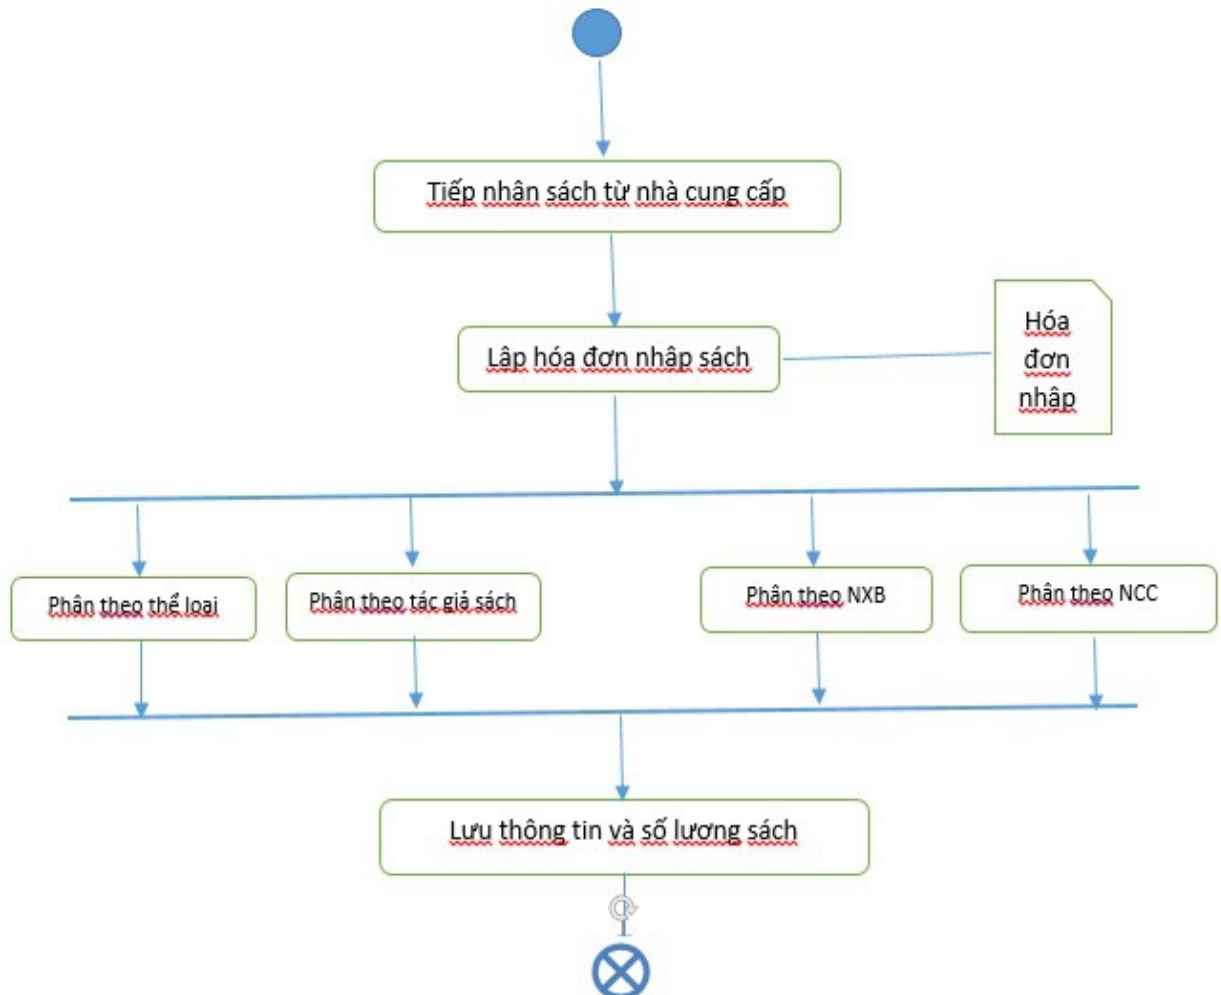 Tiếp nhận sách từ nhà cung cấp
Lập hóa đơn nhập sách
Hóa
đơn
nhập
Phân theo thể loại
Phân theo tác giả sách
Phân theo NXB
Phân theo NCC
Lưu thông tin và số lượng sách